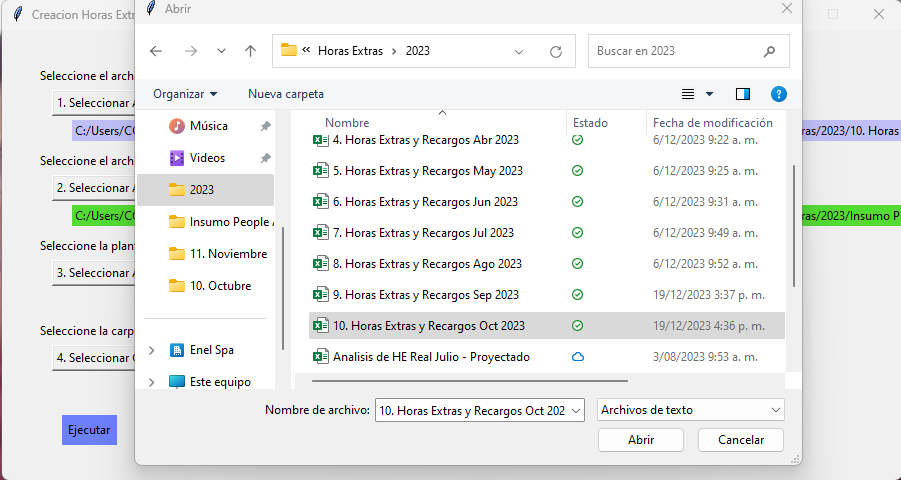 Creacion Horas Extr
Abrir
Horas Extras
2023
Buscar en 2023
Organizar
Nueva carpeta
Nombre
Estado
Fecha de modificación
Música
Videos
2023
Insumo People
11. Noviembre
10. Octubre
Enel Spa
Este equipo
4. Horas Extras y Recargos Abr 2023 6/12/2023 9:22 a. m.
5. Horas Extras y Recargos May 2023 6/12/2023 9:25 a. m.
6. Horas Extras y Recargos Jun 2023 6/12/2023 9:31 a. m.
7. Horas Extras y Recargos Jul 2023 6/12/2023 9:49 a. m.
8. Horas Extras y Recargos Ago 2023 6/12/2023 9:52 a. m.
9. Horas Extras y Recargos Sep 2023 19/12/2023 3:37 p. m.
10. Horas Extras y Recargos Oct 2023 19/12/2023 4:36 p. m.
Analisis de HE Real Julio - Proyectado 3/08/2023 9:53 a. m.
Nombre de archivo:
10. Horas Extras y Recargos Oct 202
Archivos de texto
Abrir
Cancelar
Seleccione el arch
1. Seleccionar
C:/Users/CO
ras/2023/10. Horas
Seleccione el arch
2. Seleccionar
C:/Users/CO
ras/2023/Insumo P
Seleccione la plant
3. Seleccionar
Seleccione la carp
4. Seleccionar
Ejecutar